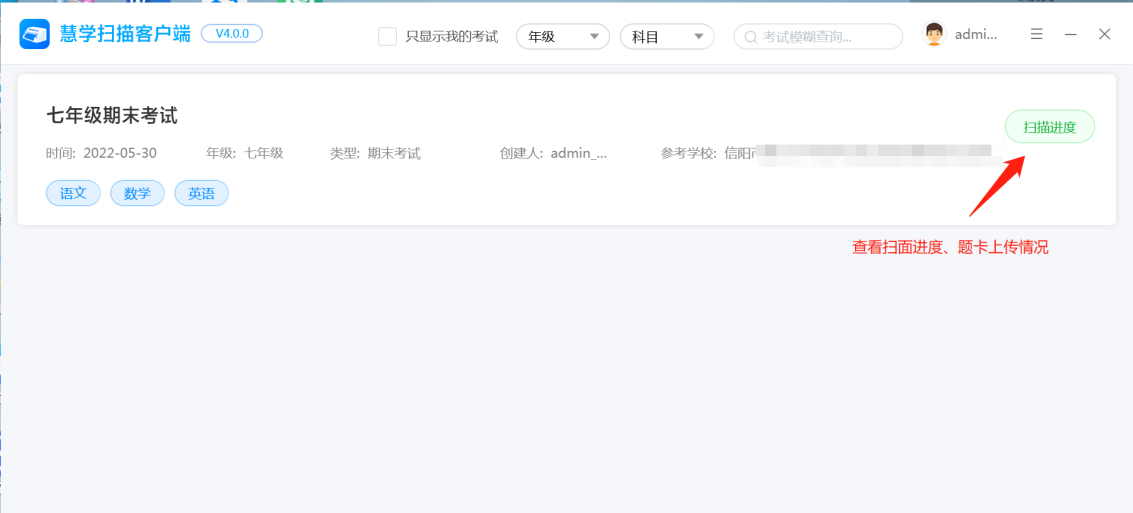 慧学扫描客户端 V4.0.0 只显示我的考试 年级 科目 考试模糊查询... admi...
七年级期末考试
扫描进度
时间: 2022-05-30 年级: 七年级 类型: 期末考试 创建人: admin_... 参考学校: 信阳
语文 数学 英语
查看扫面进度、题卡上传情况